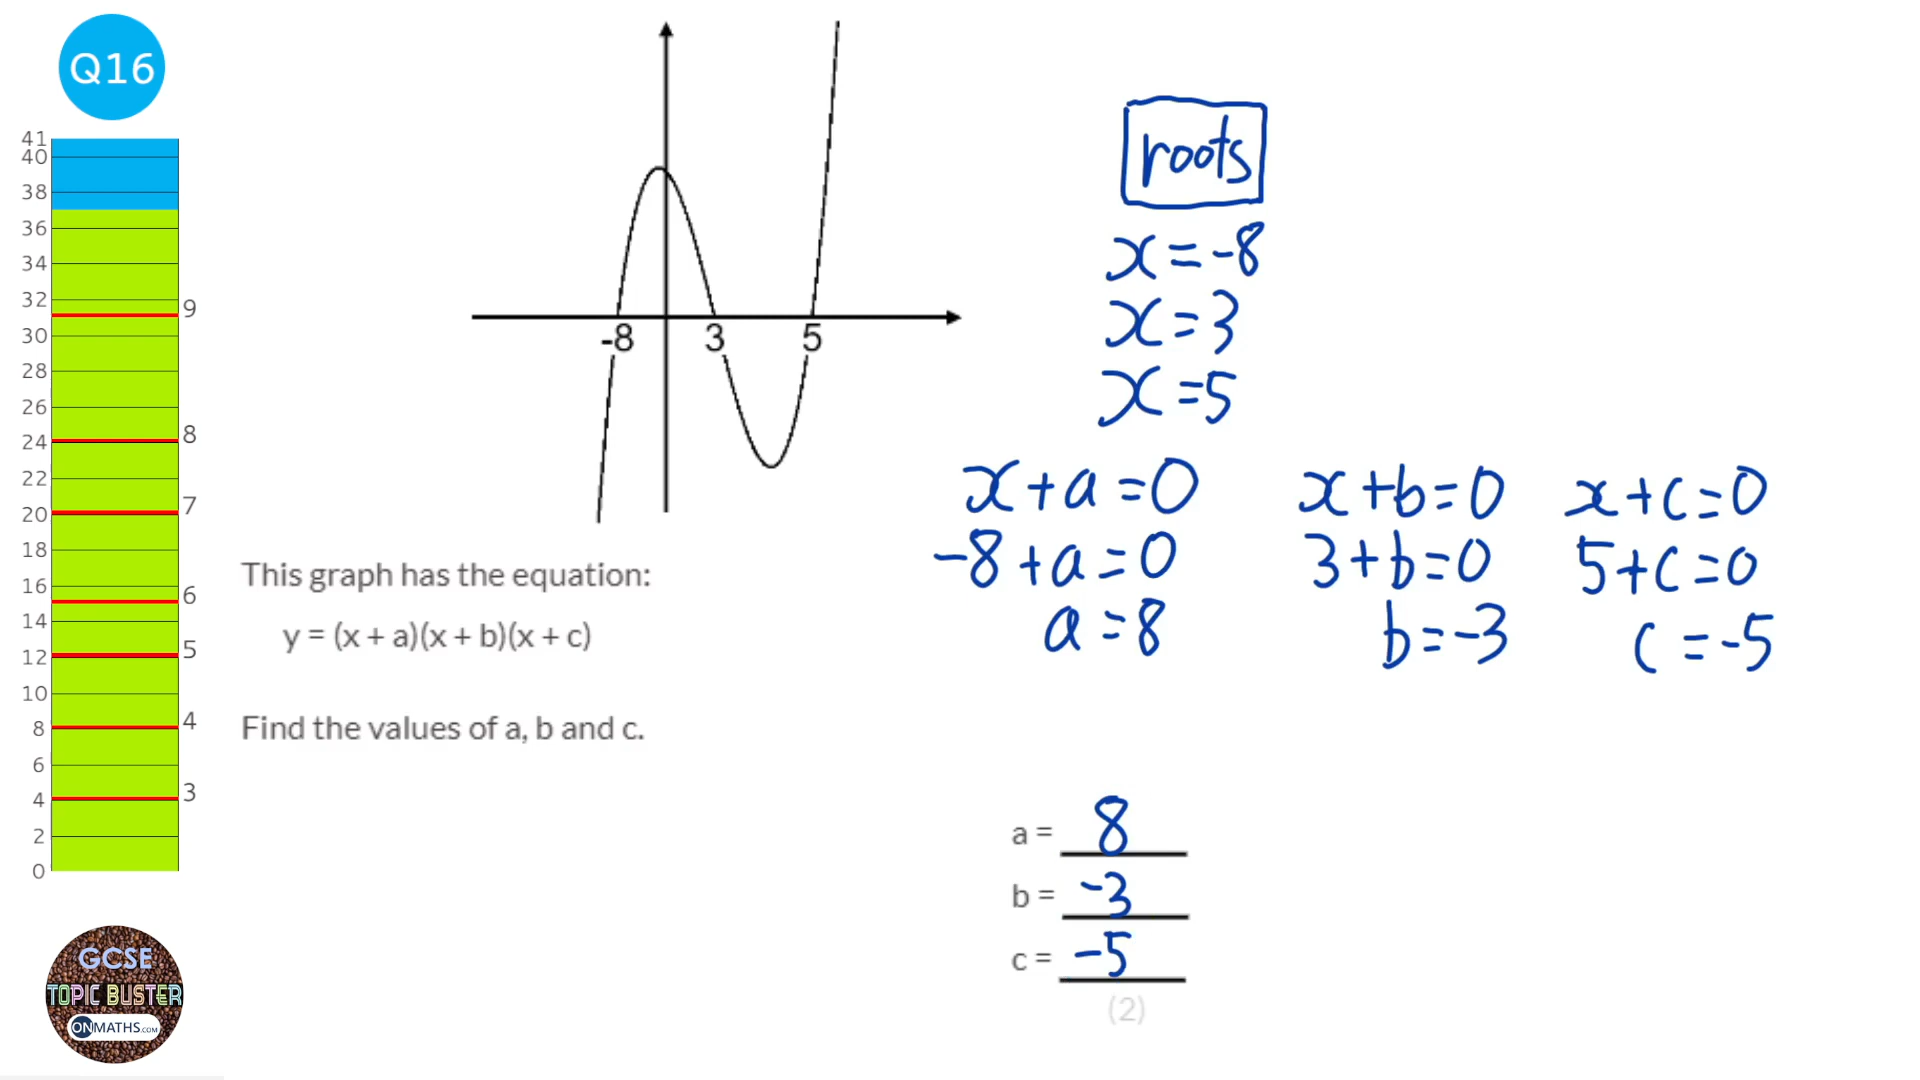 Q16
41
40
38
36
34
32
9
30
28
26
8
24
22
7
20
18
16
6
14
5
12
10
4
8
6
3
4
2
0
-8 3 5
roots
x = -8
x = 3
x = 5
x + a = 0
-8 + a = 0
a = 8
x + b = 0
3 + b = 0
b = -3
x + c = 0
5 + c = 0
c = -5
This graph has the equation:
y = (x + a)(x + b)(x + c)
Find the values of a, b and c.
a = 8
b = -3
c = -5
(2)
GCSE
TOPIC BUSTER
ONMATHS.COM